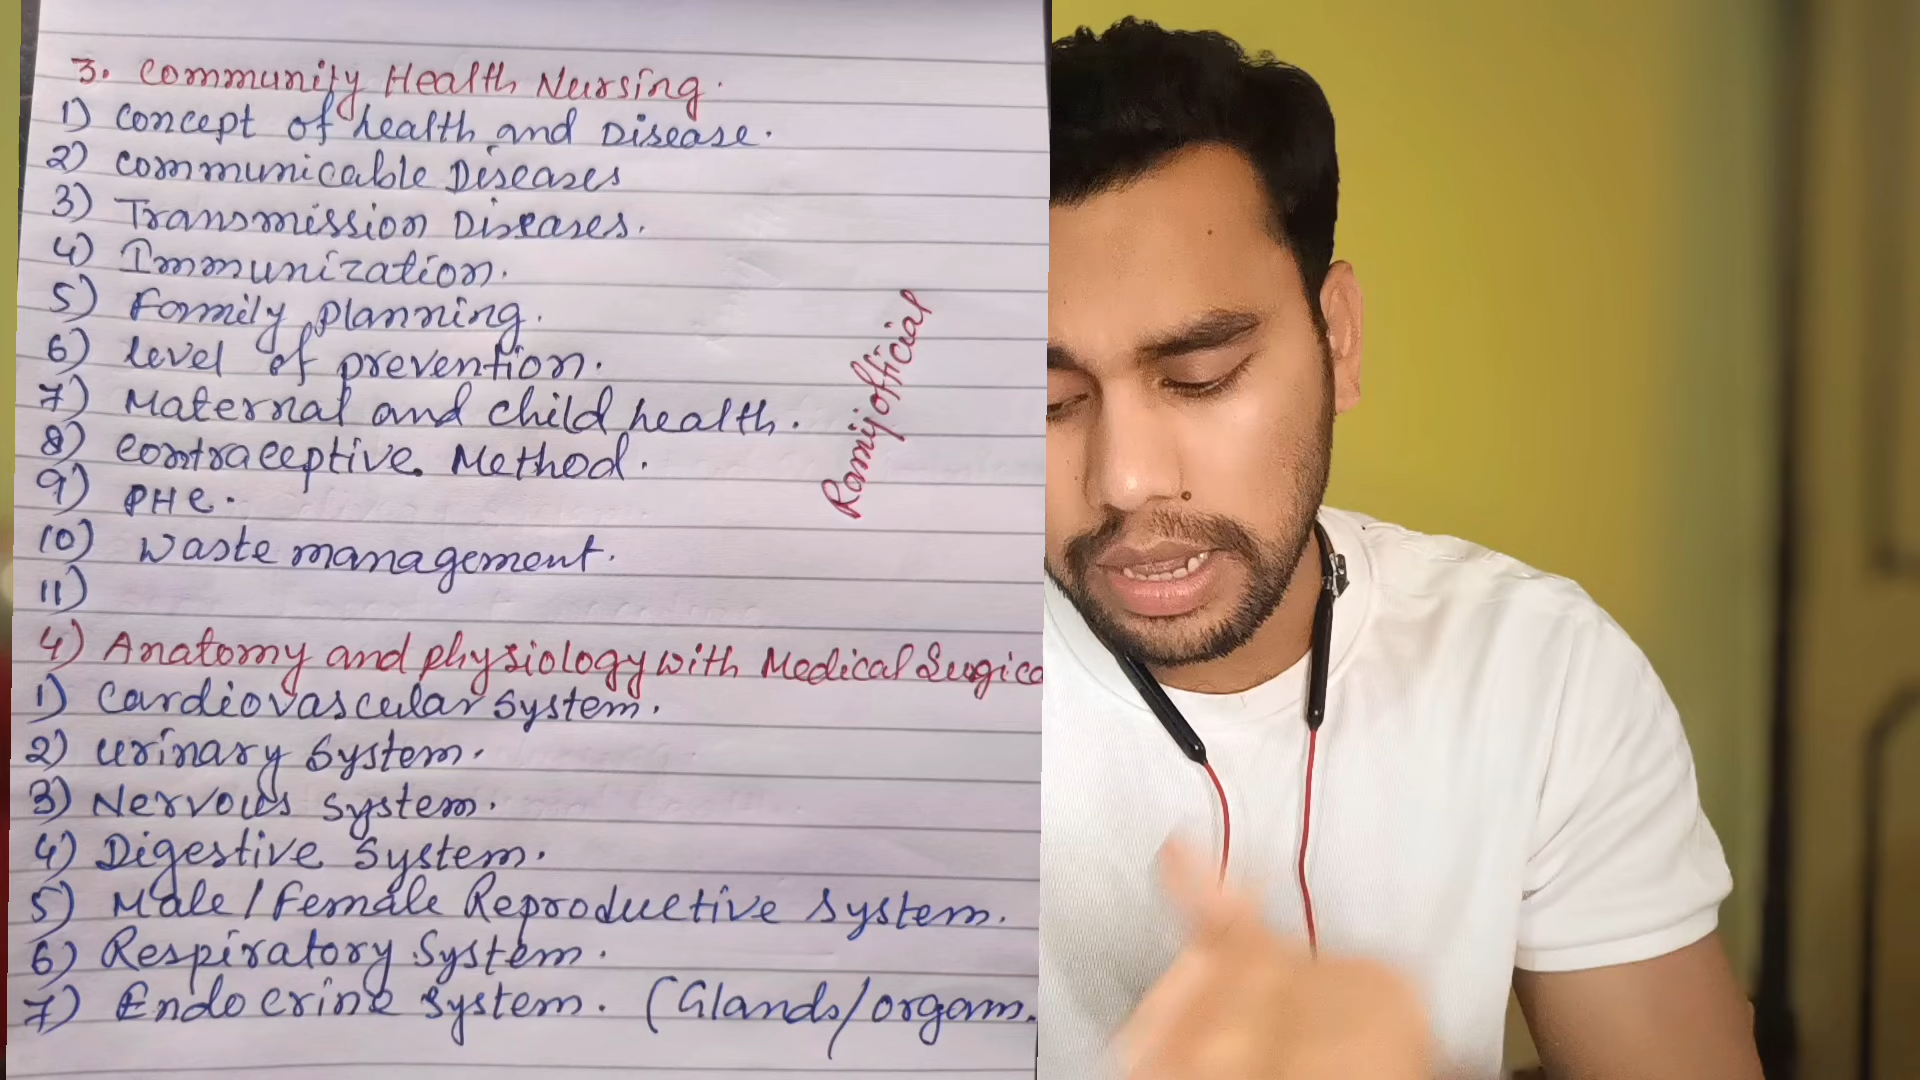 3. Community Health Nursing.
1) Concept of health and Disease.
2) Communicable Diseases
3) Transmission Diseases.
4) Immunization.
5) Family planning.
6) level of prevention.
7) Maternal and child health.
8) Contraceptive Method.
9) PHC.
10) Waste management.
11)
Ramijofficial
4) Anatomy and physiology with Medical Surgica
1) Cardiovascular System.
2) Urinary System.
3) Nervous System.
4) Digestive System.
5) Male / Female Reproductive System.
6) Respiratory System.
7) Endocrine System. (Glands/organ.